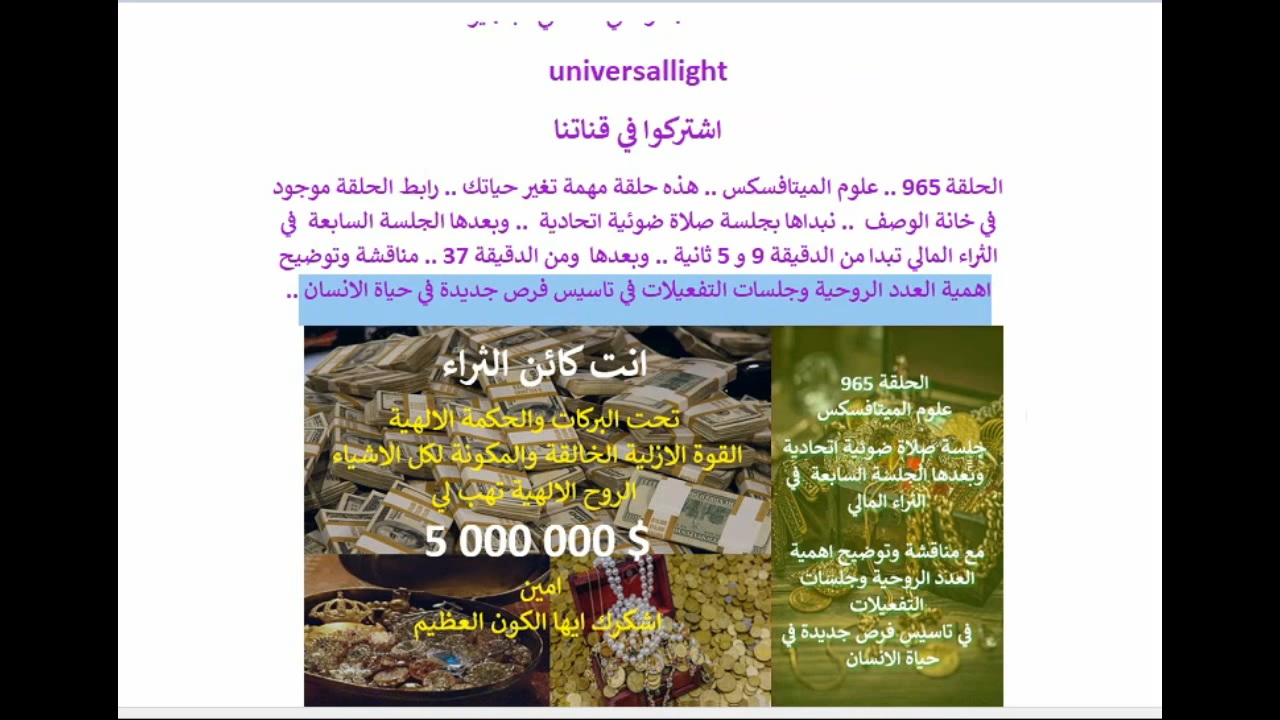 universallight
اشتركوا في قناتنا
الحلقة 965 .. علوم الميتافسكس .. هذه حلقة مهمة تغير حياتك .. رابط الحلقة موجود
في خانة الوصف .. نبداها بجلسة صلاة ضوئية اتحادية .. وبعدها الجلسة السابعة في
الثراء المالي تبدا من الدقيقة 9 و 5 ثانية .. وبعدها ومن الدقيقة 37 .. مناقشة وتوضيح
اهمية العدد الروحية وجلسات التفعيلات في تاسيس فرص جديدة في حياة الانسان ..
انت كائن الثراء
تحت البركات والحكمة الالهية
القوة الازلية الخالقة والمكونة لكل الاشياء
الروح الالهية تهب لي
5 000 000 $
امين
اشكرك ايها الكون العظيم
الحلقة 965
علوم الميتافسكس
جلسة صلاة ضوئية اتحادية
وبعدها الجلسة السابعة في
الثراء المالي
مع مناقشة وتوضيح اهمية
العدد الروحية وجلسات
التفعيلات
في تاسيس فرص جديدة في
حياة الانسان